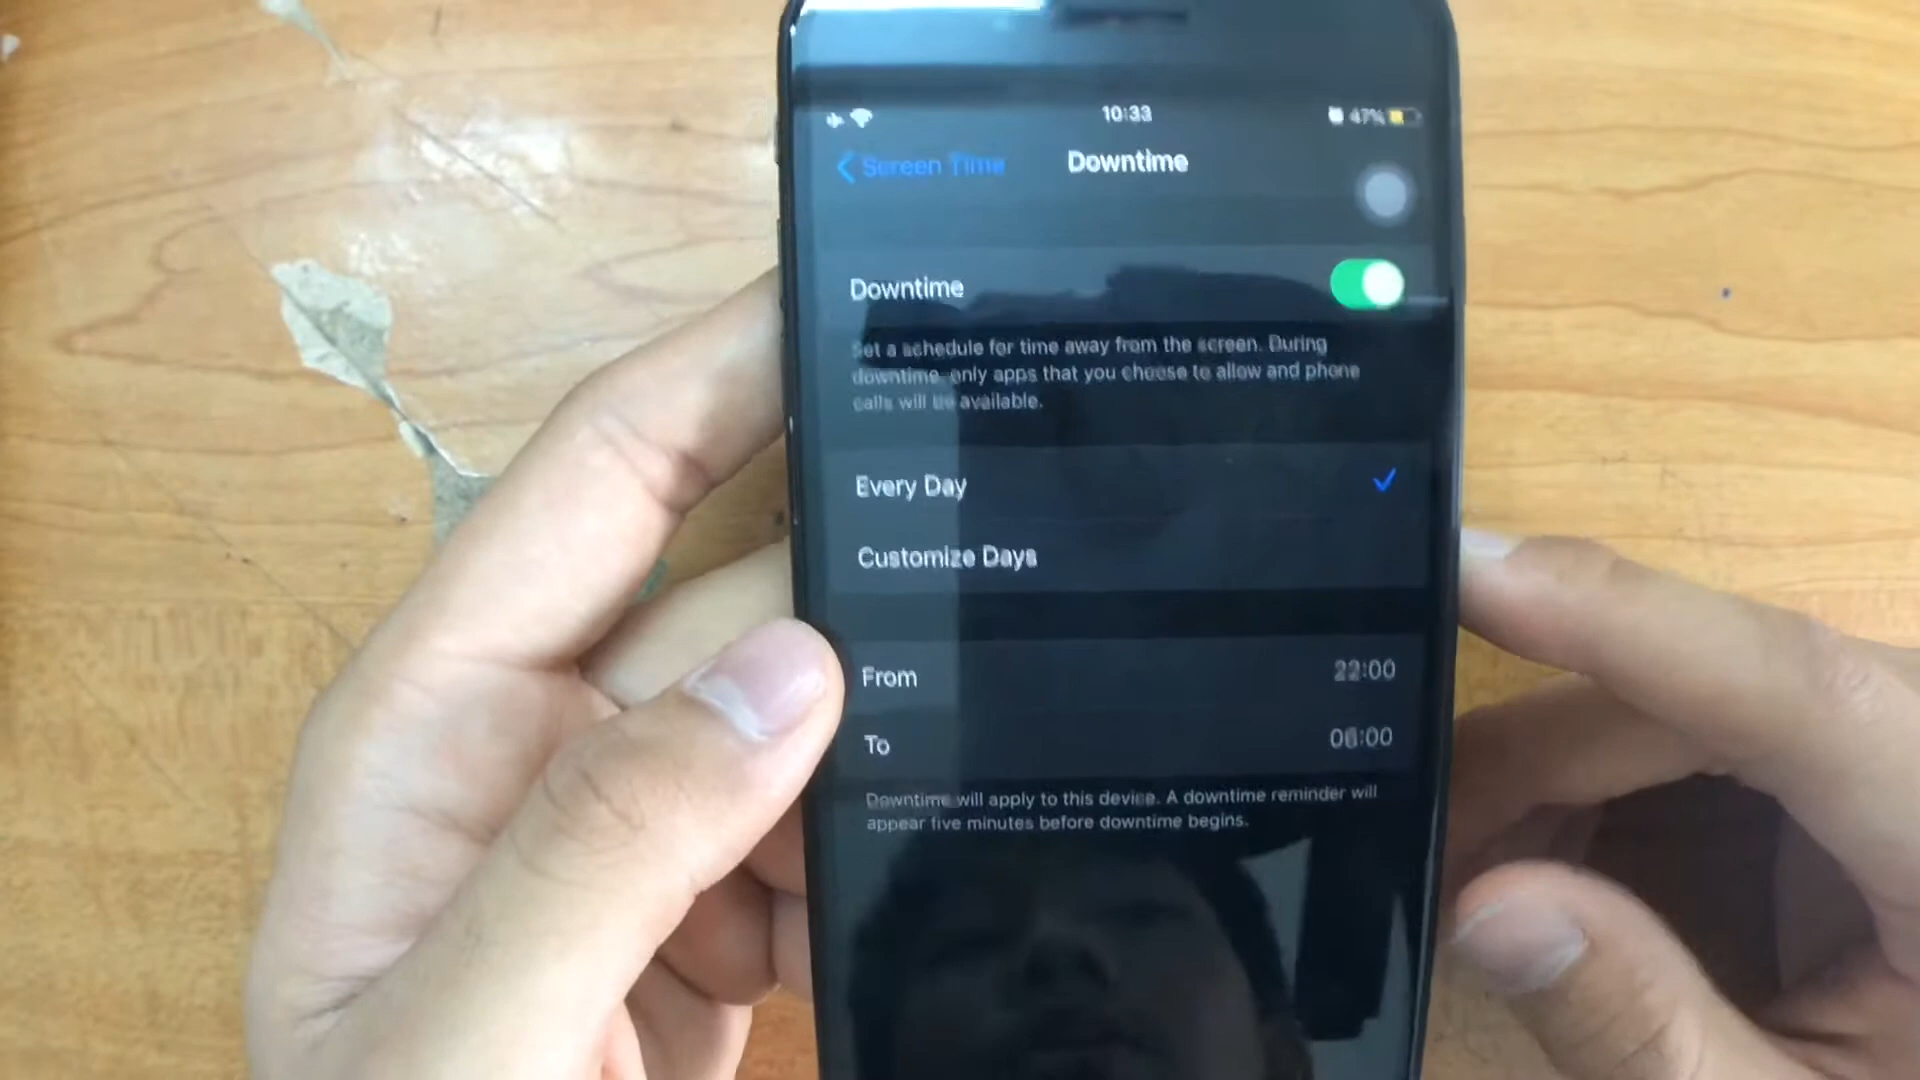 10:33
47%
Screen Time
Downtime
Downtime
Set a schedule for time away from the screen. During
downtime, only apps that you choose to allow and phone
calls will be available.
Every Day
Customize Days
From
22:00
To
06:00
Downtime will apply to this device. A downtime reminder will
appear five minutes before downtime begins.